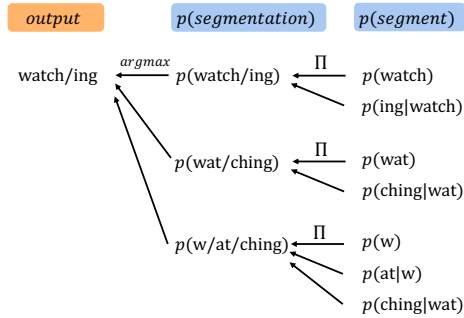 output p(segmentation) p(segment)
watch/ing argmax p(watch/ing) Π p(watch)
p(ing|watch)
p(wat/ching) Π p(wat)
p(ching|wat)
p(w/at/ching) Π p(w)
p(at|w)
p(ching|wat)